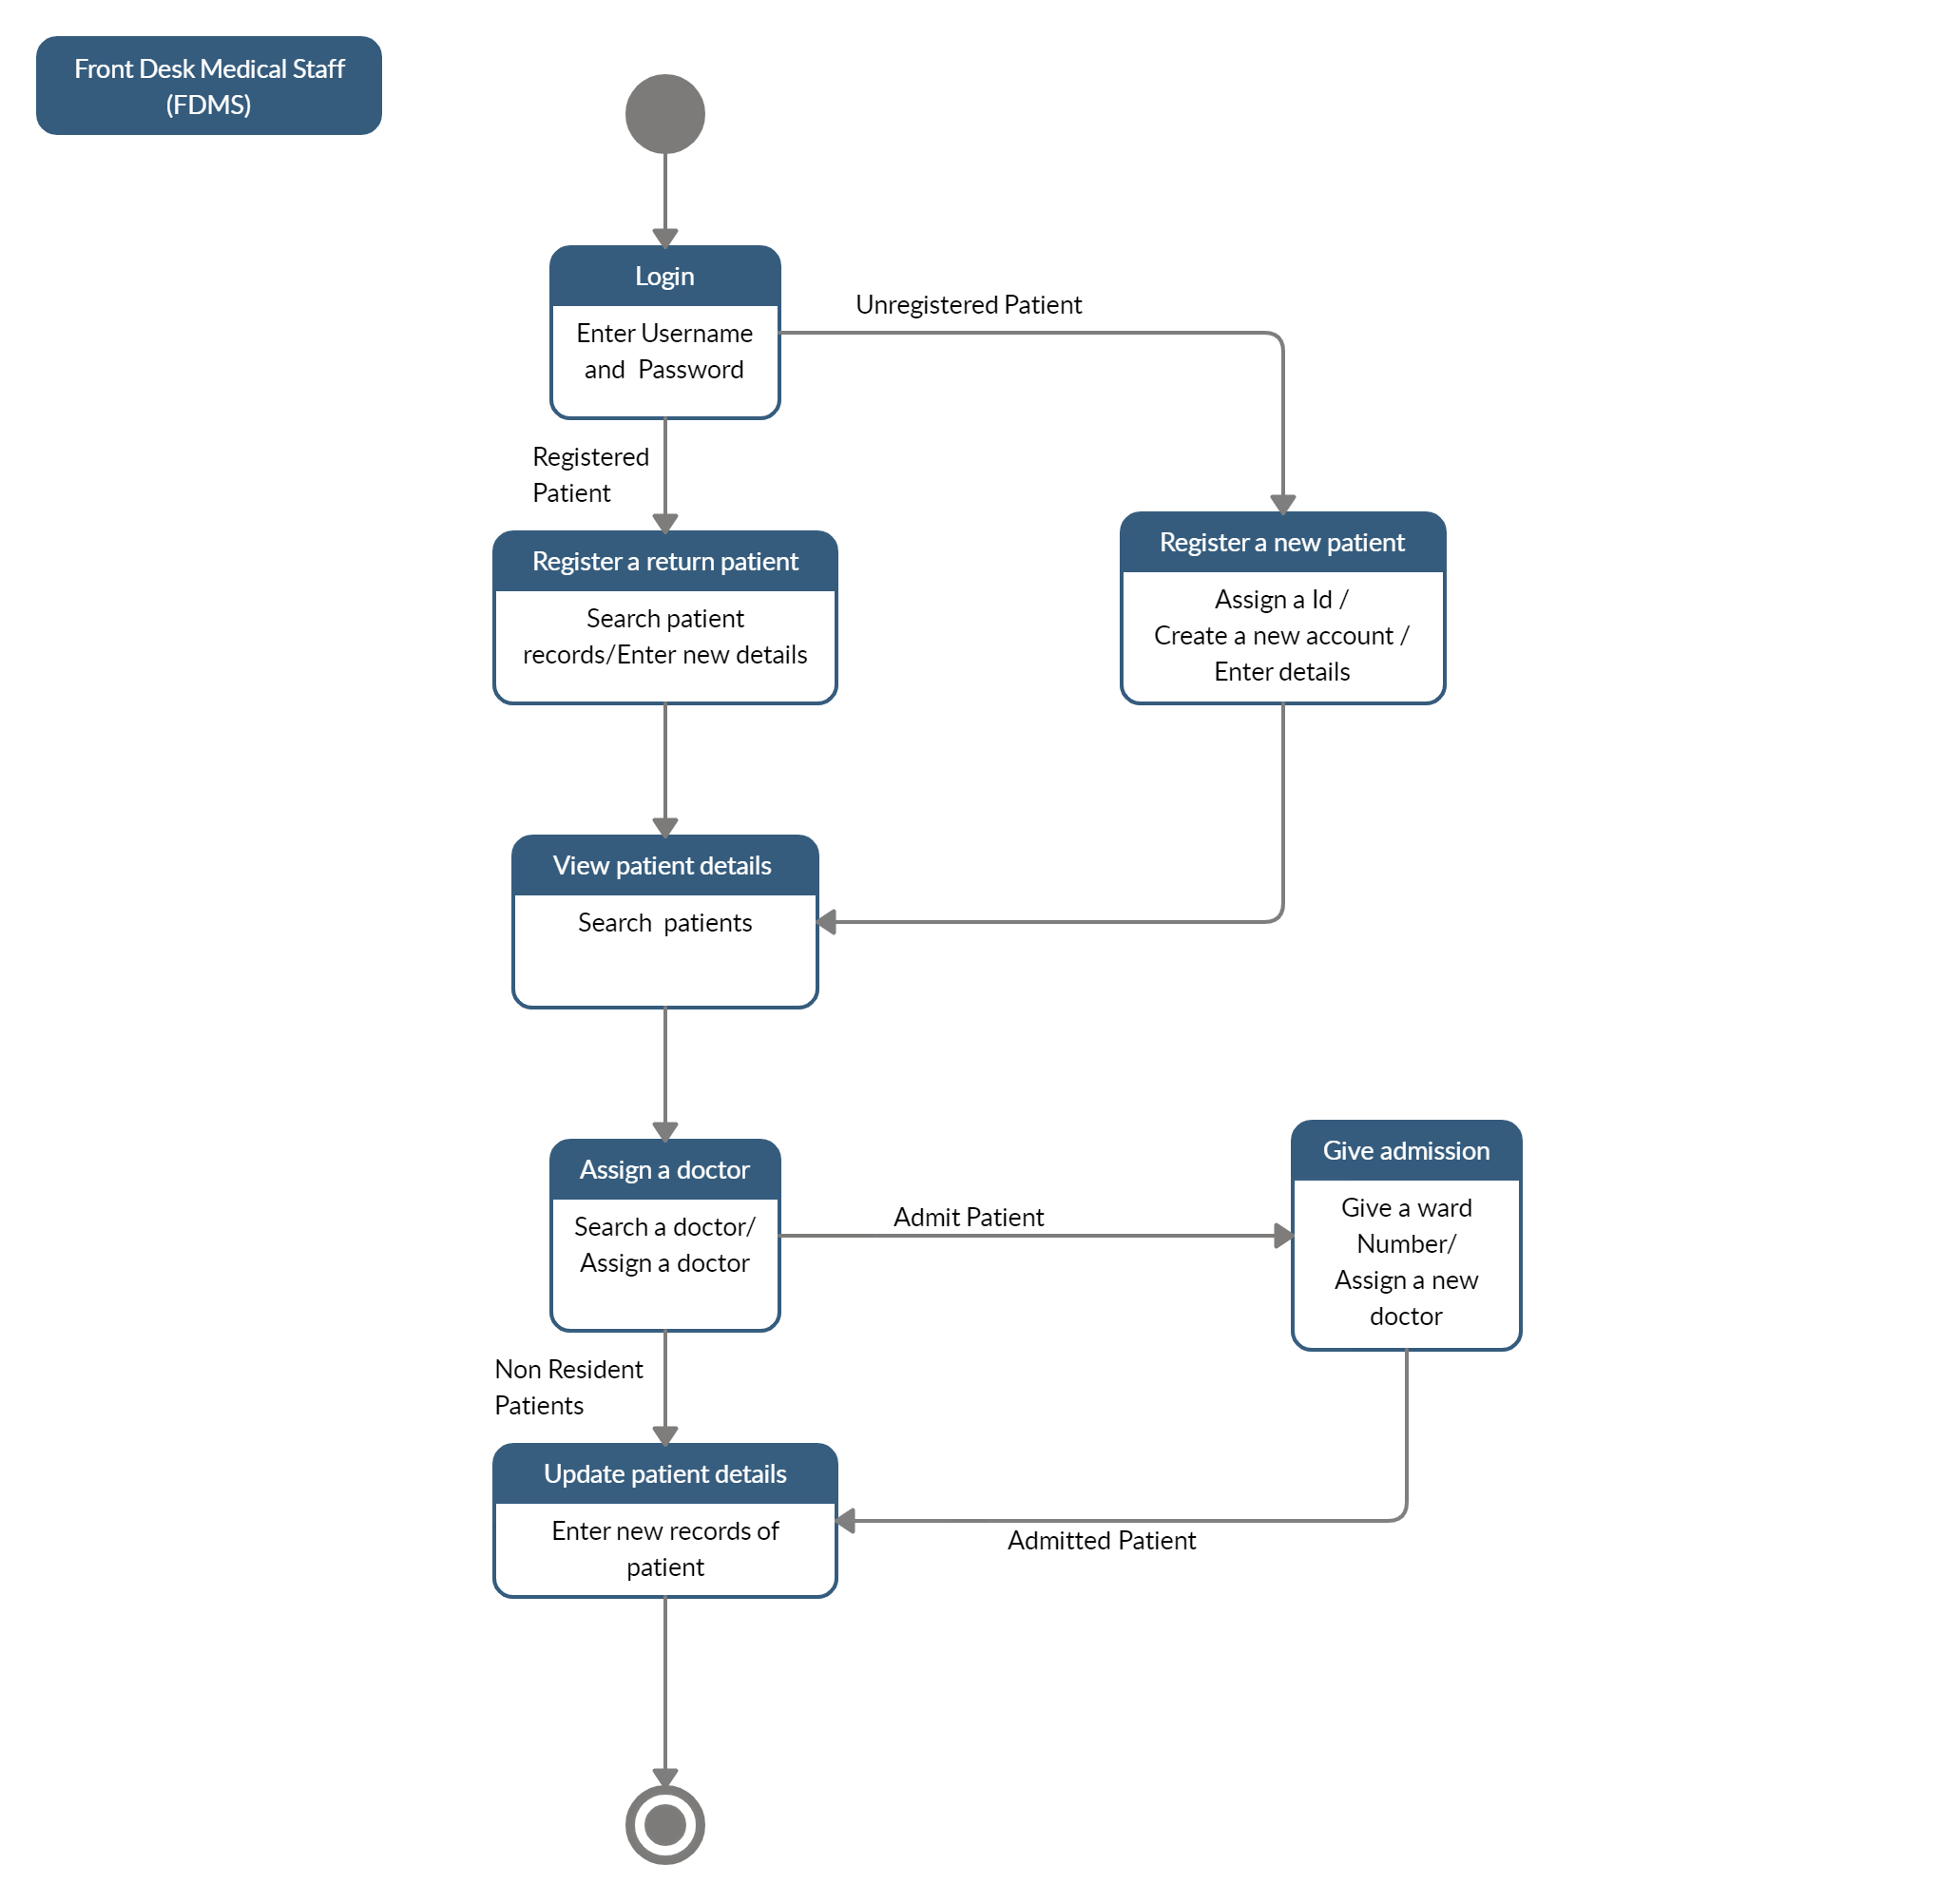 Front Desk Medical Staff
(FDMS)
Login
Enter Username
and Password
Unregistered Patient
Registered
Patient
Register a return patient
Search patient
records/Enter new details
Register a new patient
Assign a Id /
Create a new account /
Enter details
View patient details
Search patients
Assign a doctor
Search a doctor/
Assign a doctor
Admit Patient
Give admission
Give a ward
Number/
Assign a new
doctor
Non Resident
Patients
Update patient details
Enter new records of
patient
Admitted Patient